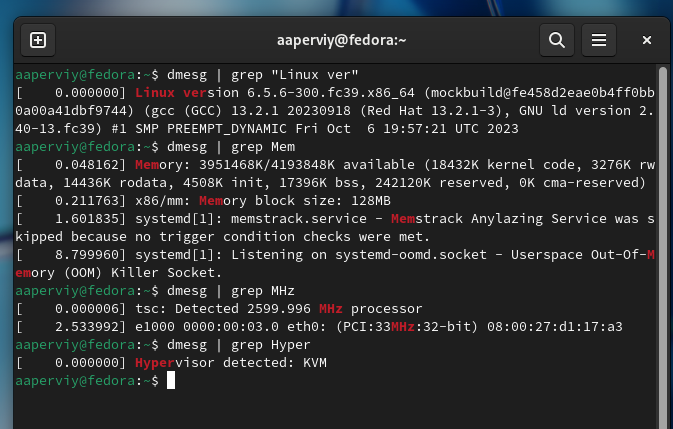 aaperviy@fedora:~
aaperviy@fedora:~$ dmesg | grep "Linux ver"
[    0.000000] Linux version 6.5.6-300.fc39.x86_64 (mockbuild@fe458d2eae0b4ff0bb
0a00a41dbf9744) (gcc (GCC) 13.2.1 20230918 (Red Hat 13.2.1-3), GNU ld version 2.
40-13.fc39) #1 SMP PREEMPT_DYNAMIC Fri Oct  6 19:57:21 UTC 2023
aaperviy@fedora:~$ dmesg | grep Mem
[    0.048162] Memory: 3951468K/4193848K available (18432K kernel code, 3276K rw
data, 14436K rodata, 4508K init, 17396K bss, 242120K reserved, 0K cma-reserved)
[    0.211763] x86/mm: Memory block size: 128MB
[    1.601835] systemd[1]: memstrack.service - Memstrack Anylazing Service was s
kipped because no trigger condition checks were met.
[    8.799960] systemd[1]: Listening on systemd-oomd.socket - Userspace Out-Of-M
emory (OOM) Killer Socket.
aaperviy@fedora:~$ dmesg | grep MHz
[    0.000006] tsc: Detected 2599.996 MHz processor
[    2.533992] e1000 0000:00:03.0 eth0: (PCI:33MHz:32-bit) 08:00:27:d1:17:a3
aaperviy@fedora:~$ dmesg | grep Hyper
[    0.000000] Hypervisor detected: KVM
aaperviy@fedora:~$